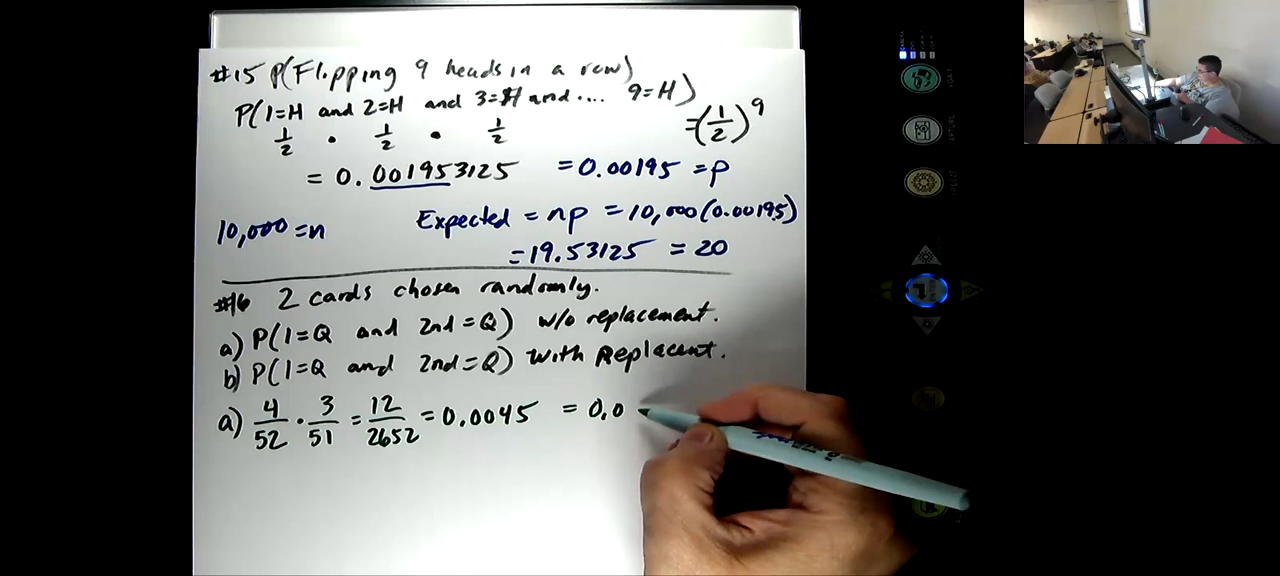 #15 P(Flipping 9 heads in a row)
P(1=H and 2=H and 3=H and.... 9=H)
1/2 · 1/2 · 1/2 =(1/2)^9
= 0.001953125 =0.00195 =p
10,000=n Expected = np =10,000(0.00195)
=19.53125 = 20
#16 2 cards chosen randomly.
a) P(1=Q and 2nd=Q) w/o replacement.
b) P(1=Q and 2nd=Q) with Replacent.
a) 4/52 · 3/51 = 12/2652 = 0.0045 = 0.0